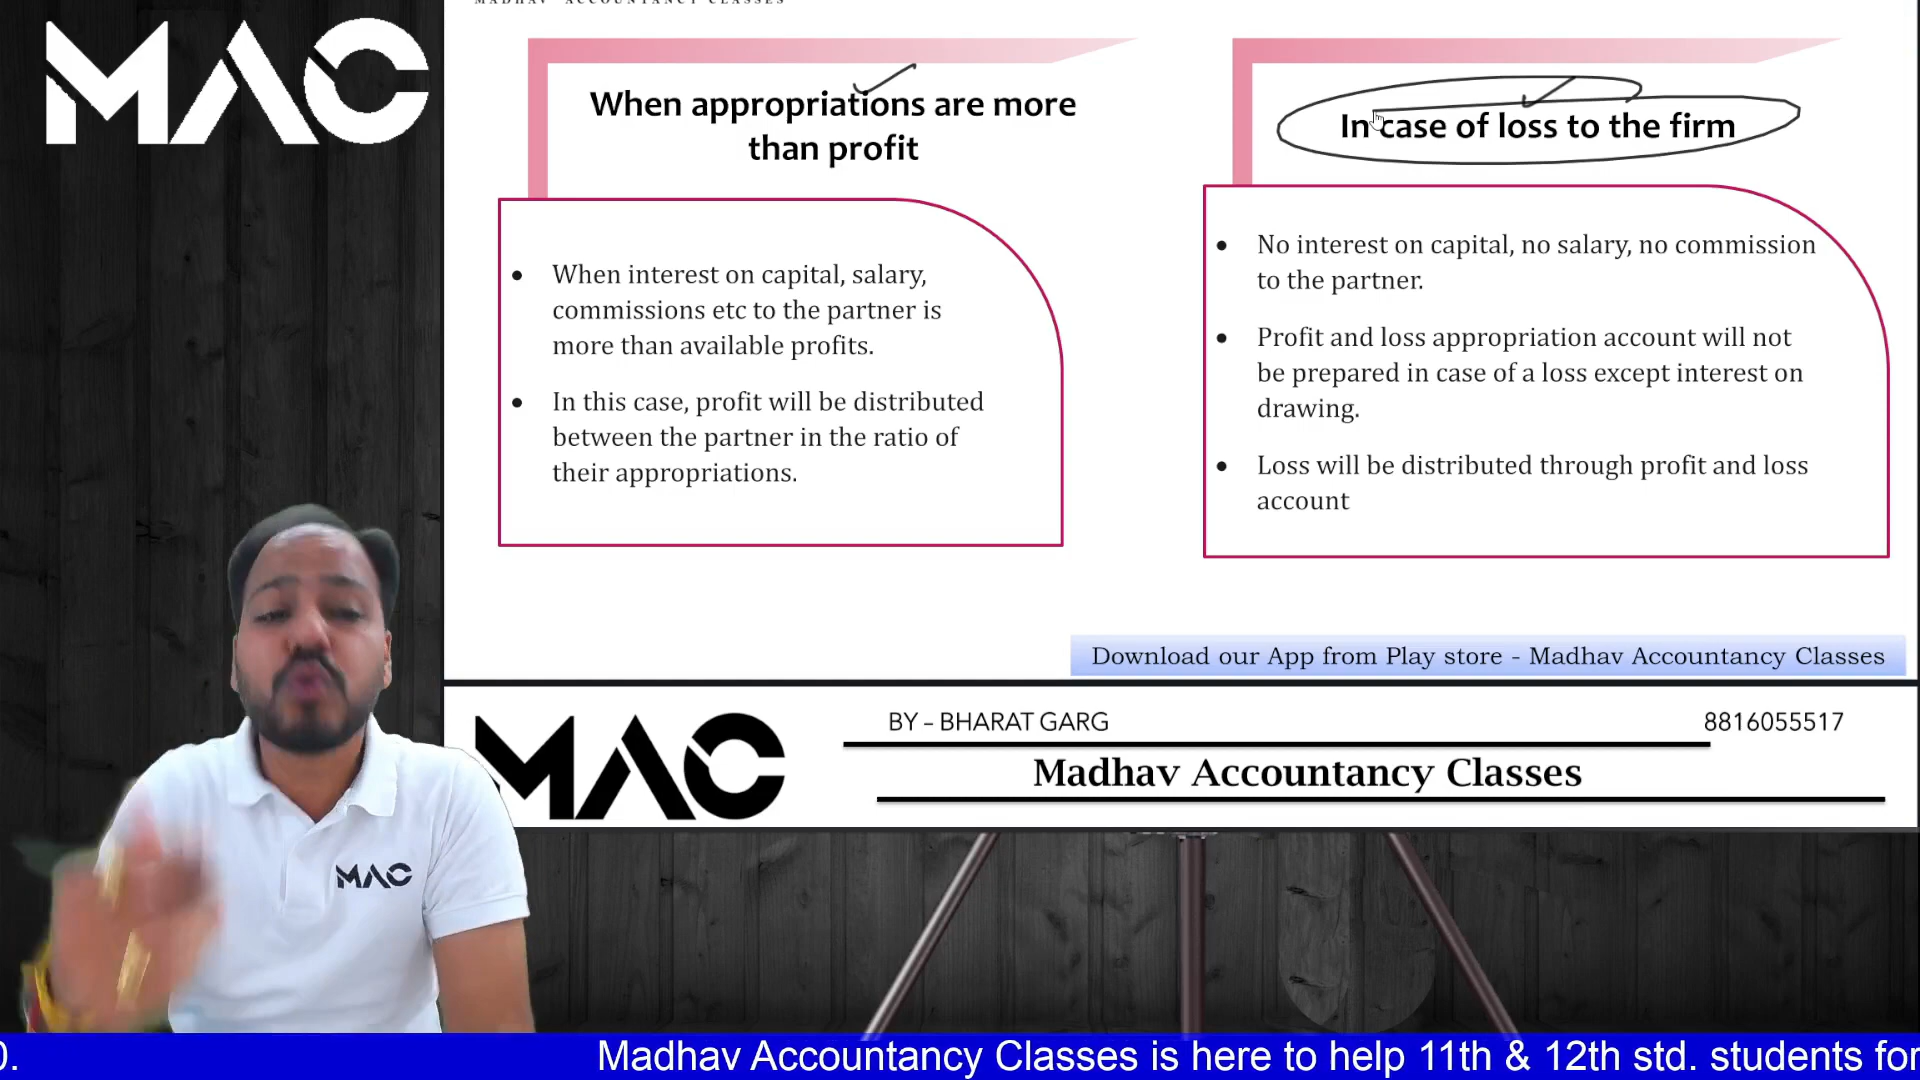 MAC
MADHAV ACCOUNTANCY CLASSES
When appropriations are more
than profit
• When interest on capital, salary,
commissions etc to the partner is
more than available profits.
• In this case, profit will be distributed
between the partner in the ratio of
their appropriations.
In case of loss to the firm
• No interest on capital, no salary, no commission
to the partner.
• Profit and loss appropriation account will not
be prepared in case of a loss except interest on
drawing.
• Loss will be distributed through profit and loss
account
Download our App from Play store - Madhav Accountancy Classes
MAC
BY – BHARAT GARG
8816055517
Madhav Accountancy Classes
MAC
0. Madhav Accountancy Classes is here to help 11th & 12th std. students for